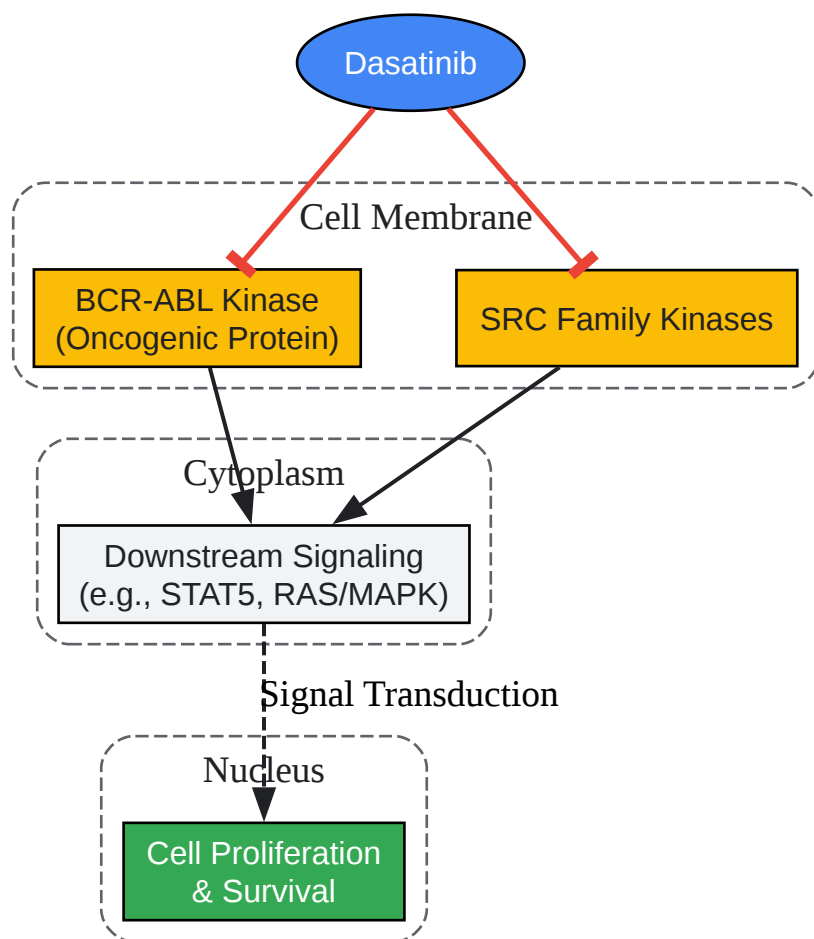 Dasatinib
Cell Membrane
BCR-ABL Kinase
(Oncogenic Protein)
SRC Family Kinases
Cytoplasm
Downstream Signaling
(e.g., STAT5, RAS/MAPK)
Signal Transduction
Nucleus
Cell Proliferation
& Survival